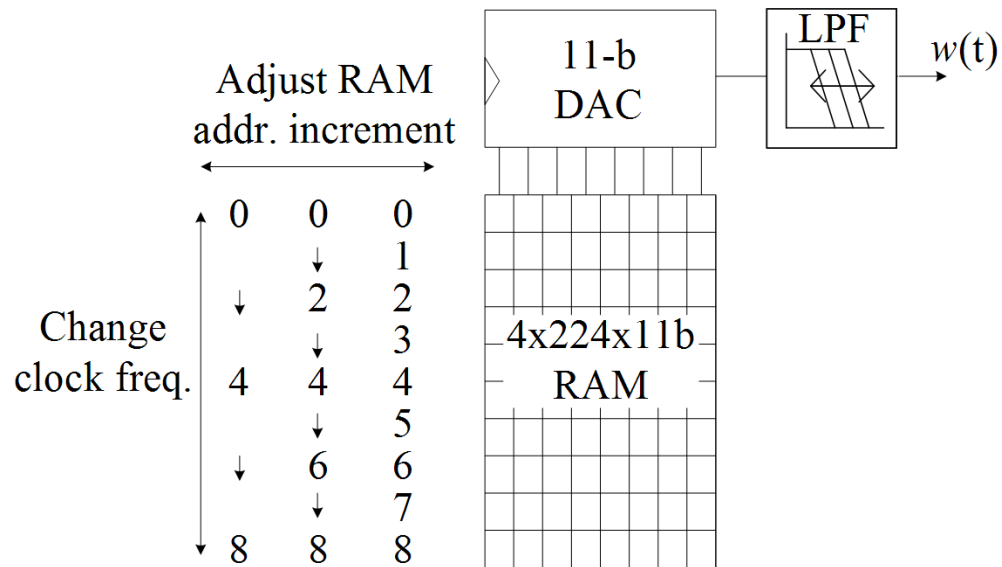 11-b
DAC
LPF
w(t)
Adjust RAM
addr. increment
Change
clock freq.
0 0 0
1
2 2
3
4 4 4
5
6 6
7
8 8 8
4x224x11b
RAM